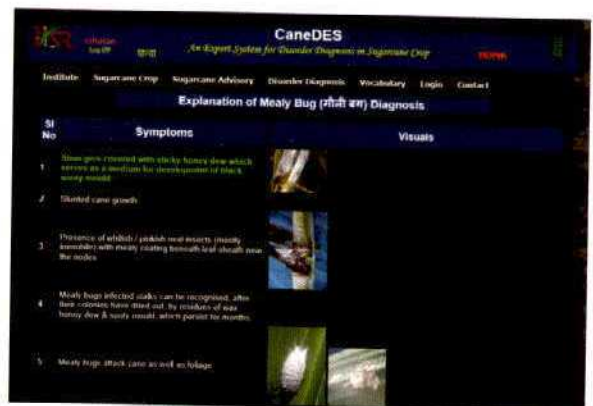 CaneDES
An Expert System for Disorder Diagnosis in Sugarcane Crop
Institute Sugarcane Crop Sugarcane Advisory Disorder Diagnosis Vocabulary Login Contact
Explanation of Mealy Bug (मीली बग) Diagnosis
Sl No Symptoms Visuals
1 Stem gets covered with sticky honey dew which
serves as a medium for development of black
sooty mould
2 Stunted cane growth
3 Presence of whitish / pinkish oval insects (mostly
immobile) with mealy coating beneath leaf sheath near
the nodes
4 Mealy bugs infected stalks can be recognised, after
their colonies have dried out, by residues of wax
honey dew & sooty mould, which persist for months.
5 Mealy bugs attack cane as well as foliage